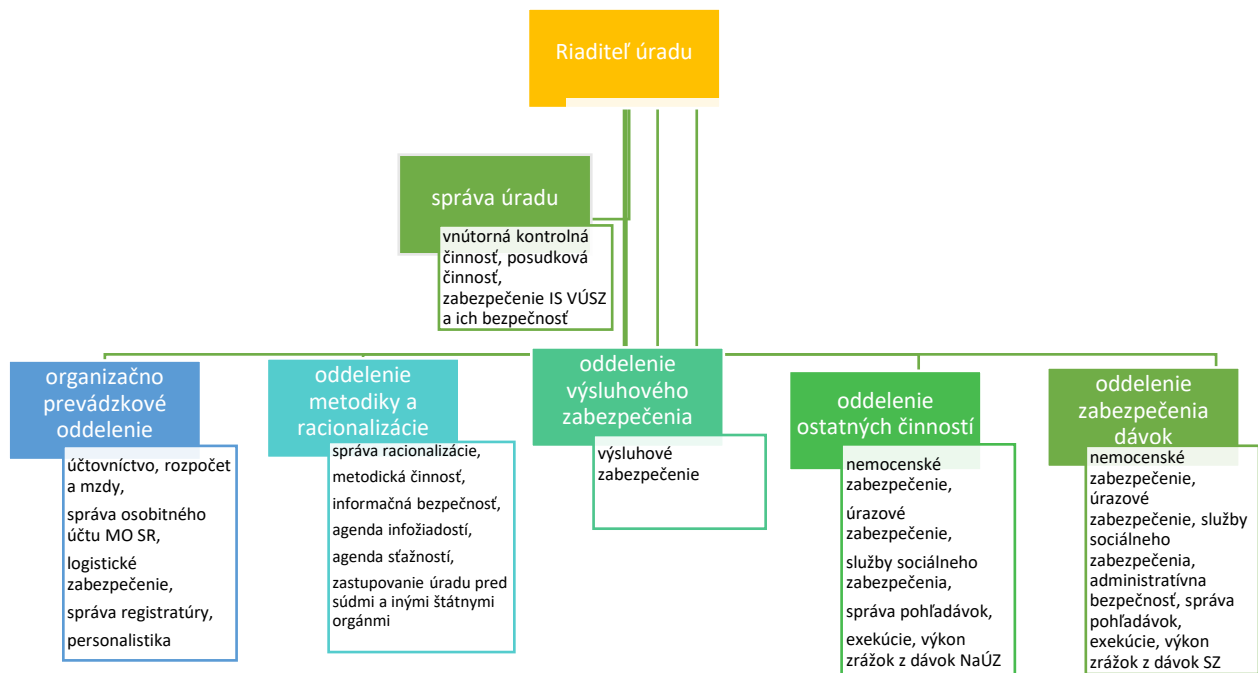 Riaditeľ úradu
správa úradu
vnútorná kontrolná
činnosť, posudková
činnosť,
zabezpečenie IS VÚSZ
a ich bezpečnosť
organizačno
prevádzkové
oddelenie
účtovníctvo, rozpočet
a mzdy,
správa osobitného
účtu MO SR,
logistické
zabezpečenie,
správa registratúry,
personalistika
oddelenie
metodiky a
racionalizácie
správa racionalizácie,
metodická činnosť,
informačná bezpečnosť,
agenda infožiadostí,
agenda sťažností,
zastupovanie úradu pred
súdmi a inými štátnymi
orgánmi
oddelenie
výsluhového
zabezpečenia
výsluhové
zabezpečenie
oddelenie
ostatných činností
nemocenské
zabezpečenie,
úrazové
zabezpečenie,
služby sociálneho
zabezpečenia,
správa pohľadávok,
exekúcie, výkon
zrážok z dávok NaÚZ
oddelenie
zabezpečenia
dávok
nemocenské
zabezpečenie,
úrazové
zabezpečenie, služby
sociálneho
zabezpečenia,
administratívna
bezpečnosť, správa
pohľadávok,
exekúcie, výkon
zrážok z dávok SZ